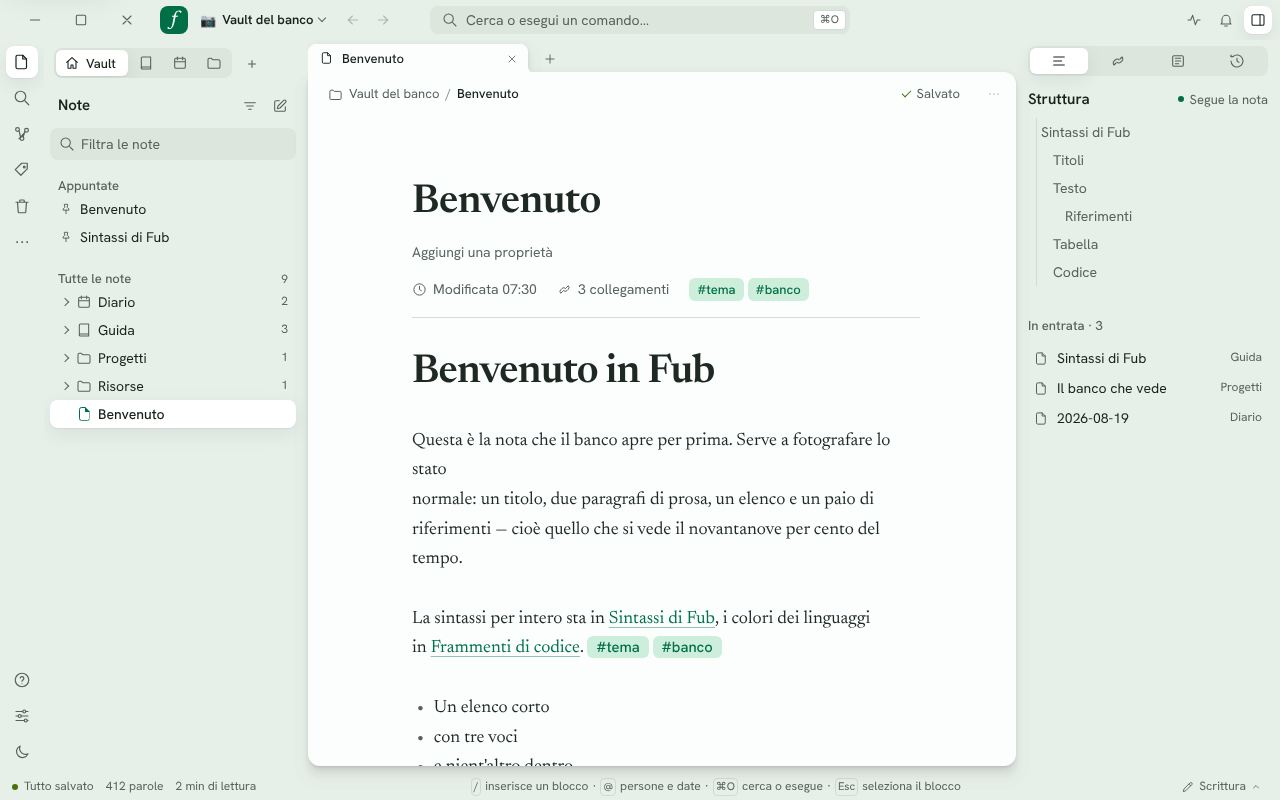 f Vault del banco
Cerca o esegui un comando… ⌘O
Vault
Note
Filtra le note
Appuntate
Benvenuto
Sintassi di Fub
Tutte le note 9
Diario 2
Guida 3
Progetti 1
Risorse 1
Benvenuto
Benvenuto
Vault del banco / Benvenuto
Salvato
Benvenuto
Aggiungi una proprietà
Modificata 07:30 3 collegamenti #tema #banco
Benvenuto in Fub
Questa è la nota che il banco apre per prima. Serve a fotografare lo
stato
normale: un titolo, due paragrafi di prosa, un elenco e un paio di
riferimenti — cioè quello che si vede il novantanove per cento del
tempo.
La sintassi per intero sta in Sintassi di Fub, i colori dei linguaggi
in Frammenti di codice. #tema #banco
• Un elenco corto
• con tre voci
• e nient'altro dentro
Struttura Segue la nota
Sintassi di Fub
Titoli
Testo
Riferimenti
Tabella
Codice
In entrata · 3
Sintassi di Fub Guida
Il banco che vede Progetti
2026-08-19 Diario
Tutto salvato 412 parole 2 min di lettura
/ inserisce un blocco · @ persone e date · ⌘O cerca o esegue · Esc seleziona il blocco
Scrittura